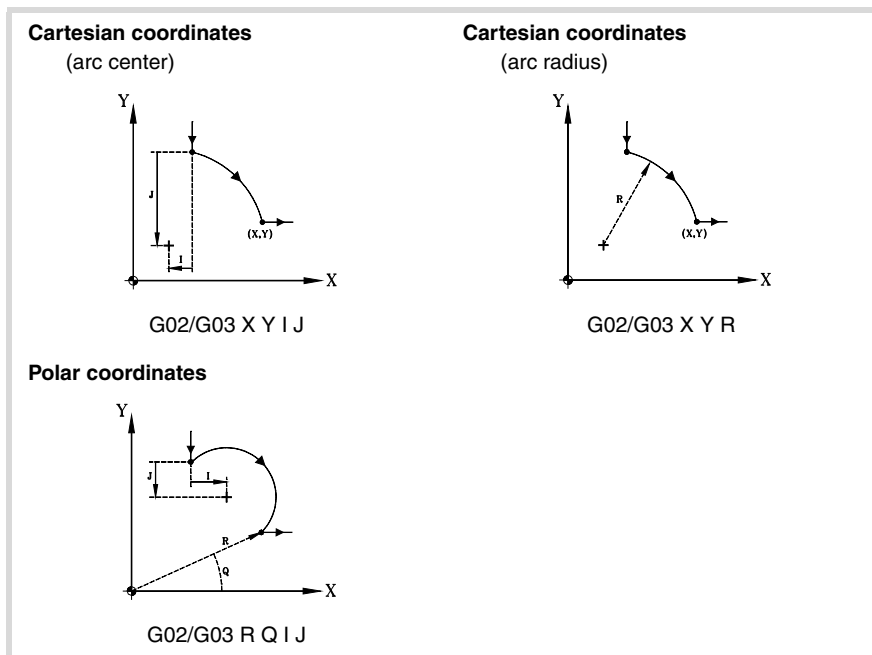 Cartesian coordinates
(arc center)
Y
J
I
(X,Y)
X
G02/G03 X Y I J
Cartesian coordinates
(arc radius)
Y
R
(X,Y)
X
G02/G03 X Y R
Polar coordinates
Y
J
I
R
Q
X
G02/G03 R Q I J